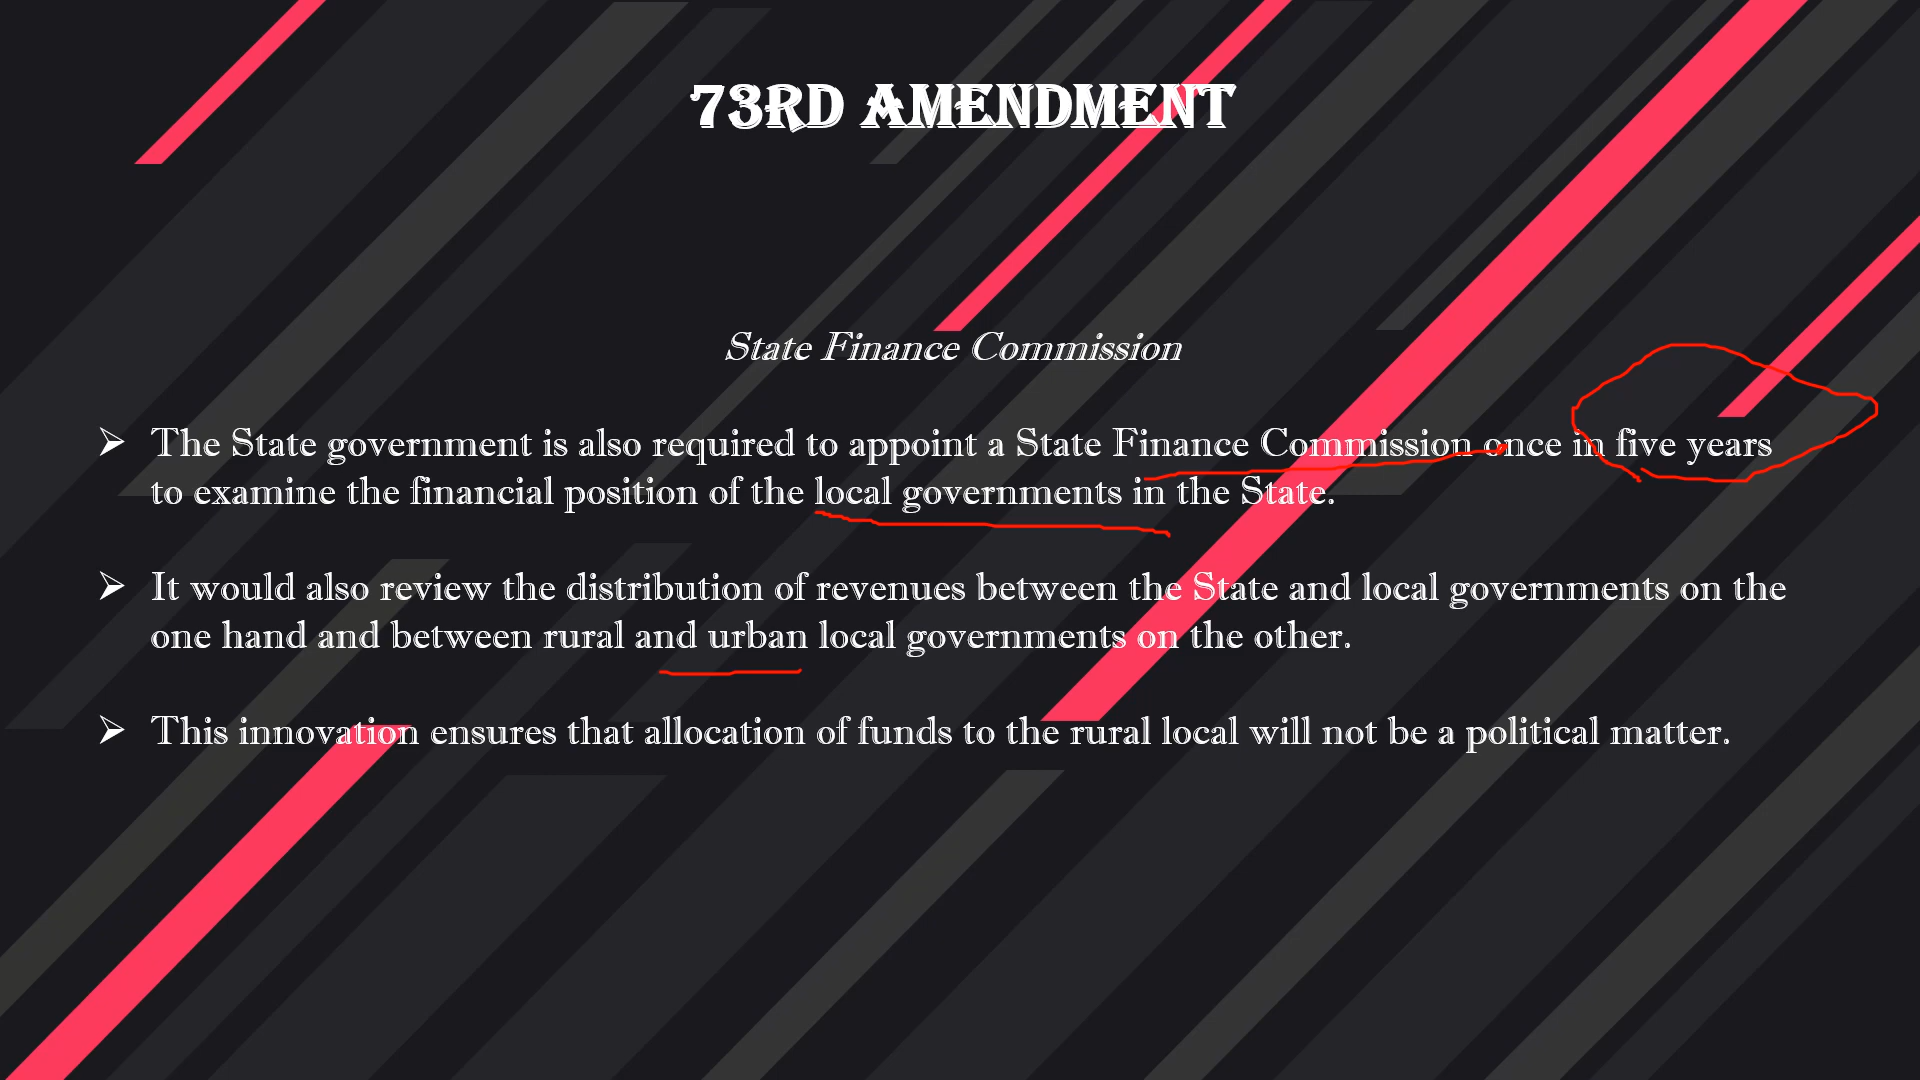 73RD AMENDMENT
State Finance Commission
➢ The State government is also required to appoint a State Finance Commission once in five years
to examine the financial position of the local governments in the State.
➢ It would also review the distribution of revenues between the State and local governments on the
one hand and between rural and urban local governments on the other.
➢ This innovation ensures that allocation of funds to the rural local will not be a political matter.